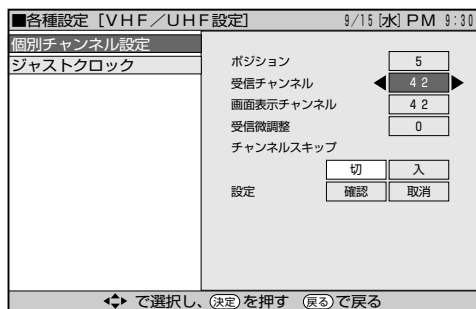 ■各種設定［VHF／UHF設定］ 9/15[水]PM 9:30
個別チャンネル設定
ジャストクロック
ポジション 5
受信チャンネル ◀ 42 ▶
画面表示チャンネル 42
受信微調整 0
チャンネルスキップ
切 入
設定 確認 取消
で選択し、決定を押す 戻るで戻る